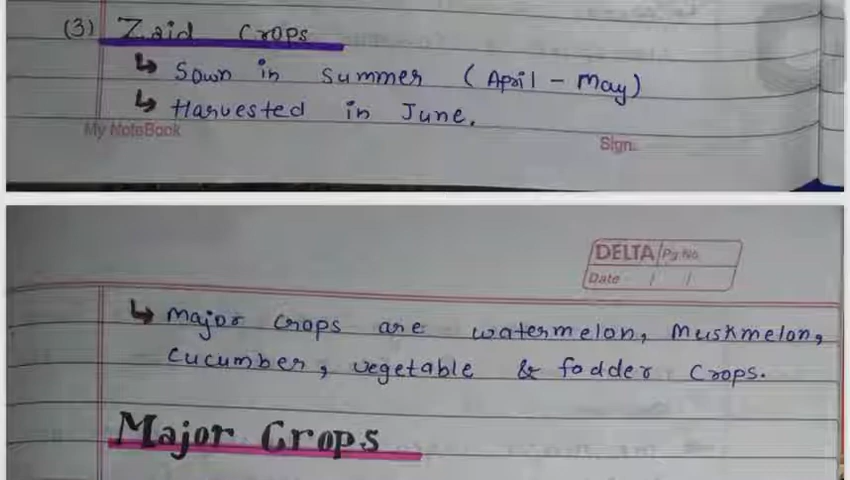 (3) Zaid Crops
↳ Sown in summer (April - May)
↳ Harvested in June.
My NoteBook
Sign.
DELTA Pg No.
Date / /
↳ Major crops are watermelon, muskmelon,
cucumber, vegetable & fodder crops.
Major Crops